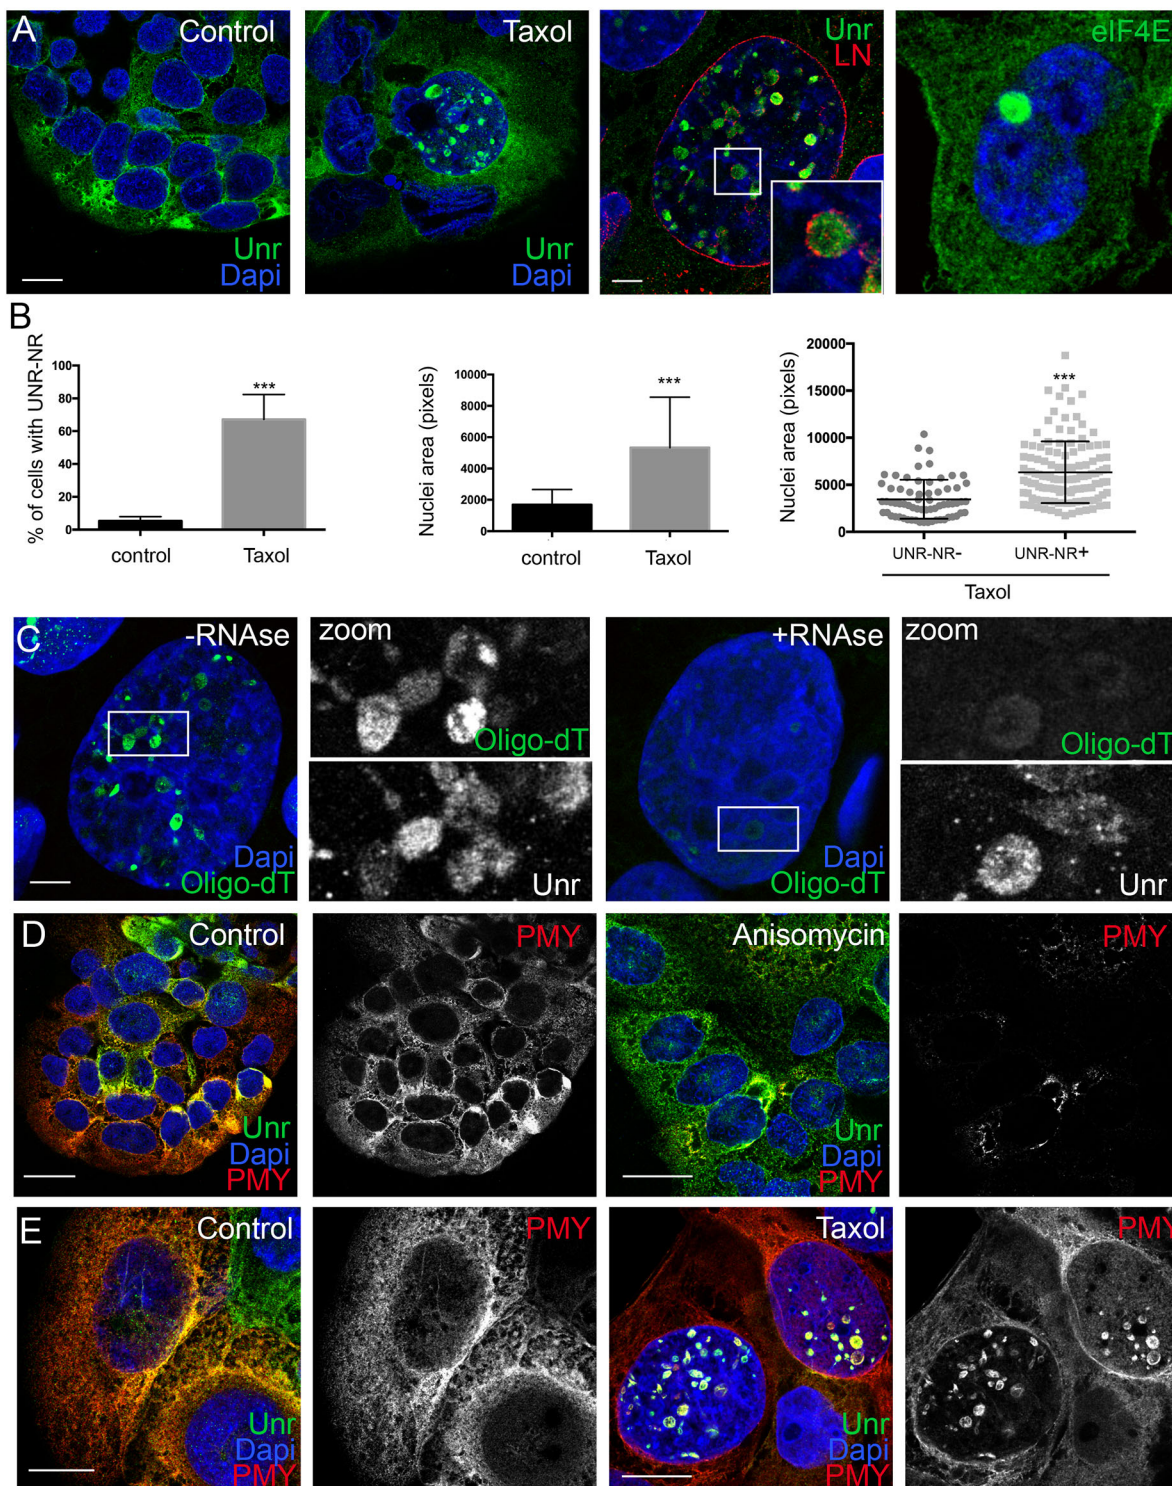 A
Control
Unr
Dapi
Taxol
Unr
Dapi
Unr
LN
eIF4E
B
% of cells with UNR-NR
100
80
60
40
20
0
***
control
Taxol
Nuclei area (pixels)
10000
8000
6000
4000
2000
0
***
control
Taxol
Nuclei area (pixels)
20000
15000
10000
5000
0
***
UNR-NR-
UNR-NR+
Taxol
C
-RNAse
Dapi
Oligo-dT
zoom
Oligo-dT
Unr
+RNAse
Dapi
Oligo-dT
zoom
Oligo-dT
Unr
D
Control
Unr
Dapi
PMY
PMY
Anisomycin
Unr
Dapi
PMY
PMY
E
Control
Unr
Dapi
PMY
PMY
Taxol
Unr
Dapi
PMY
PMY